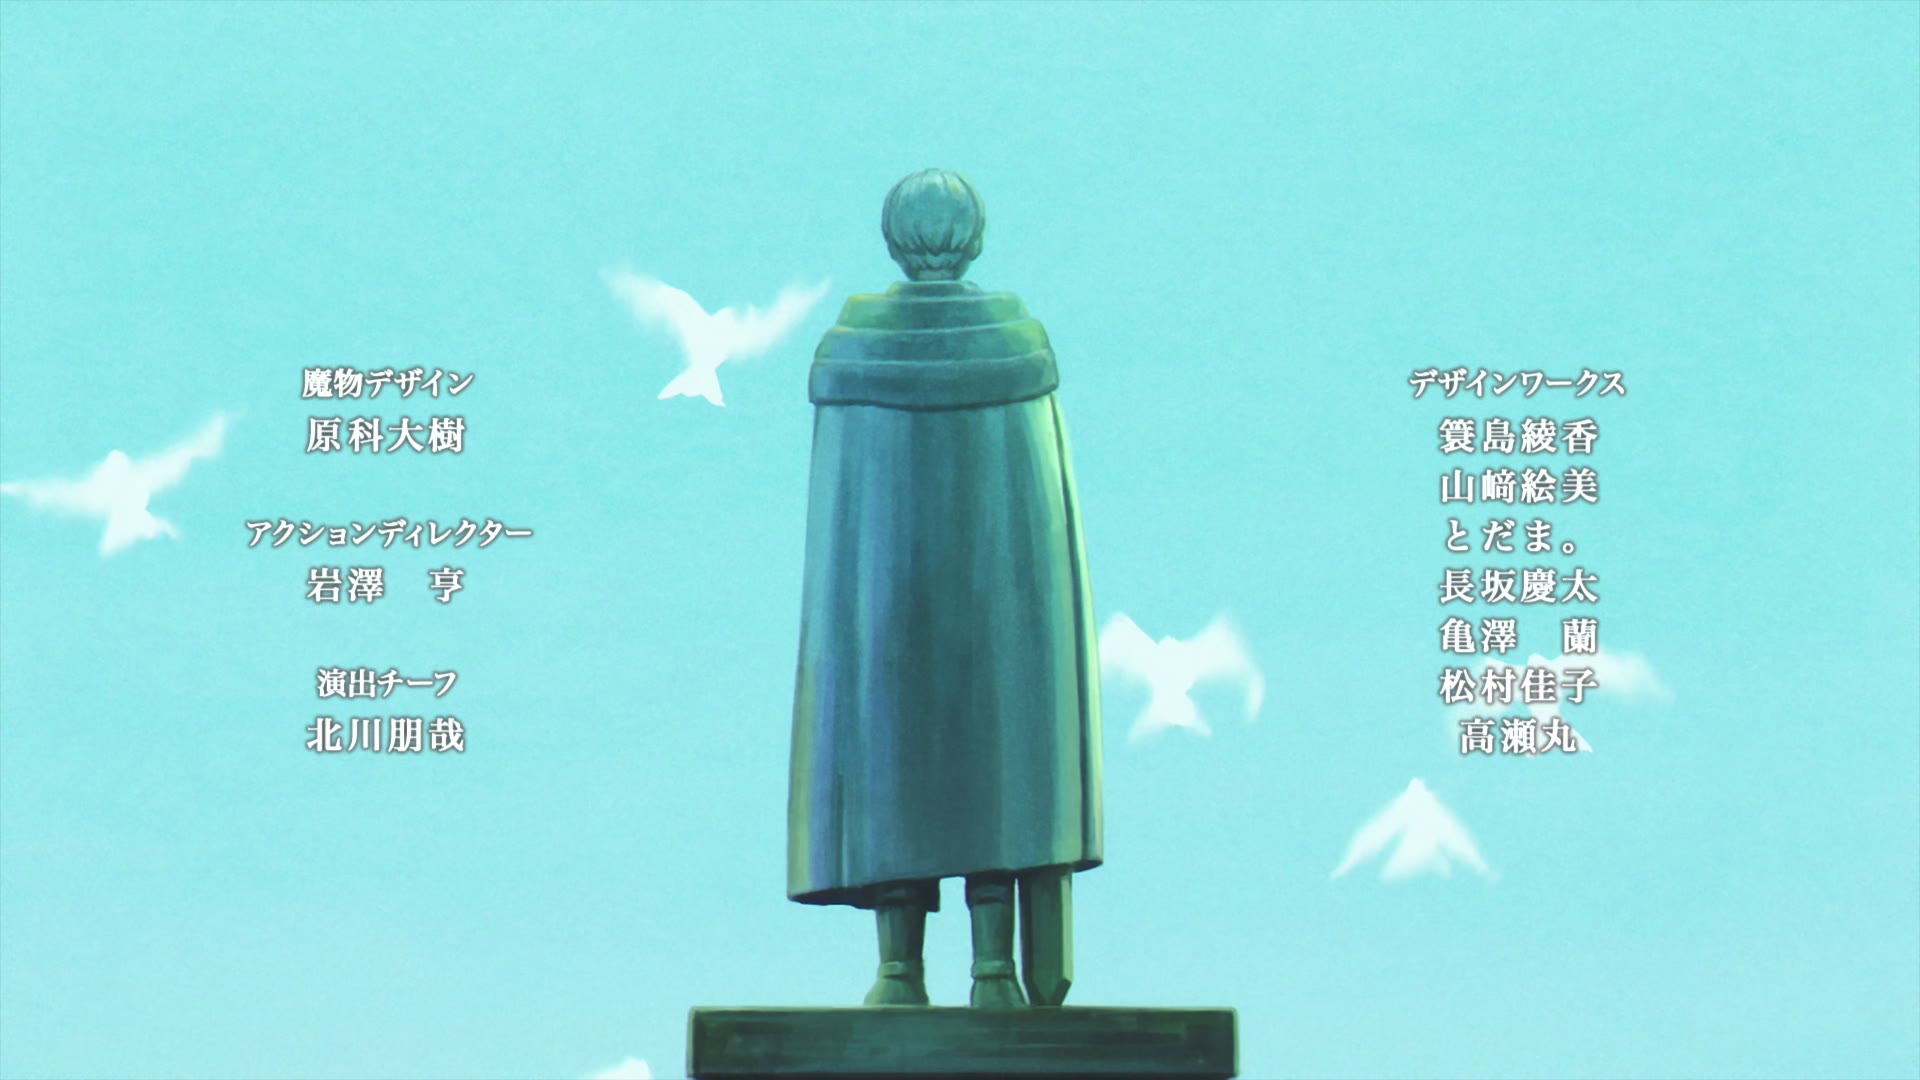 魔物デザイン
原科大樹
アクションディレクター
岩澤　亨
演出チーフ
北川朋哉
デザインワークス
簑島綾香
山﨑絵美
とだま。
長坂慶太
亀澤　蘭
松村佳子
高瀬丸